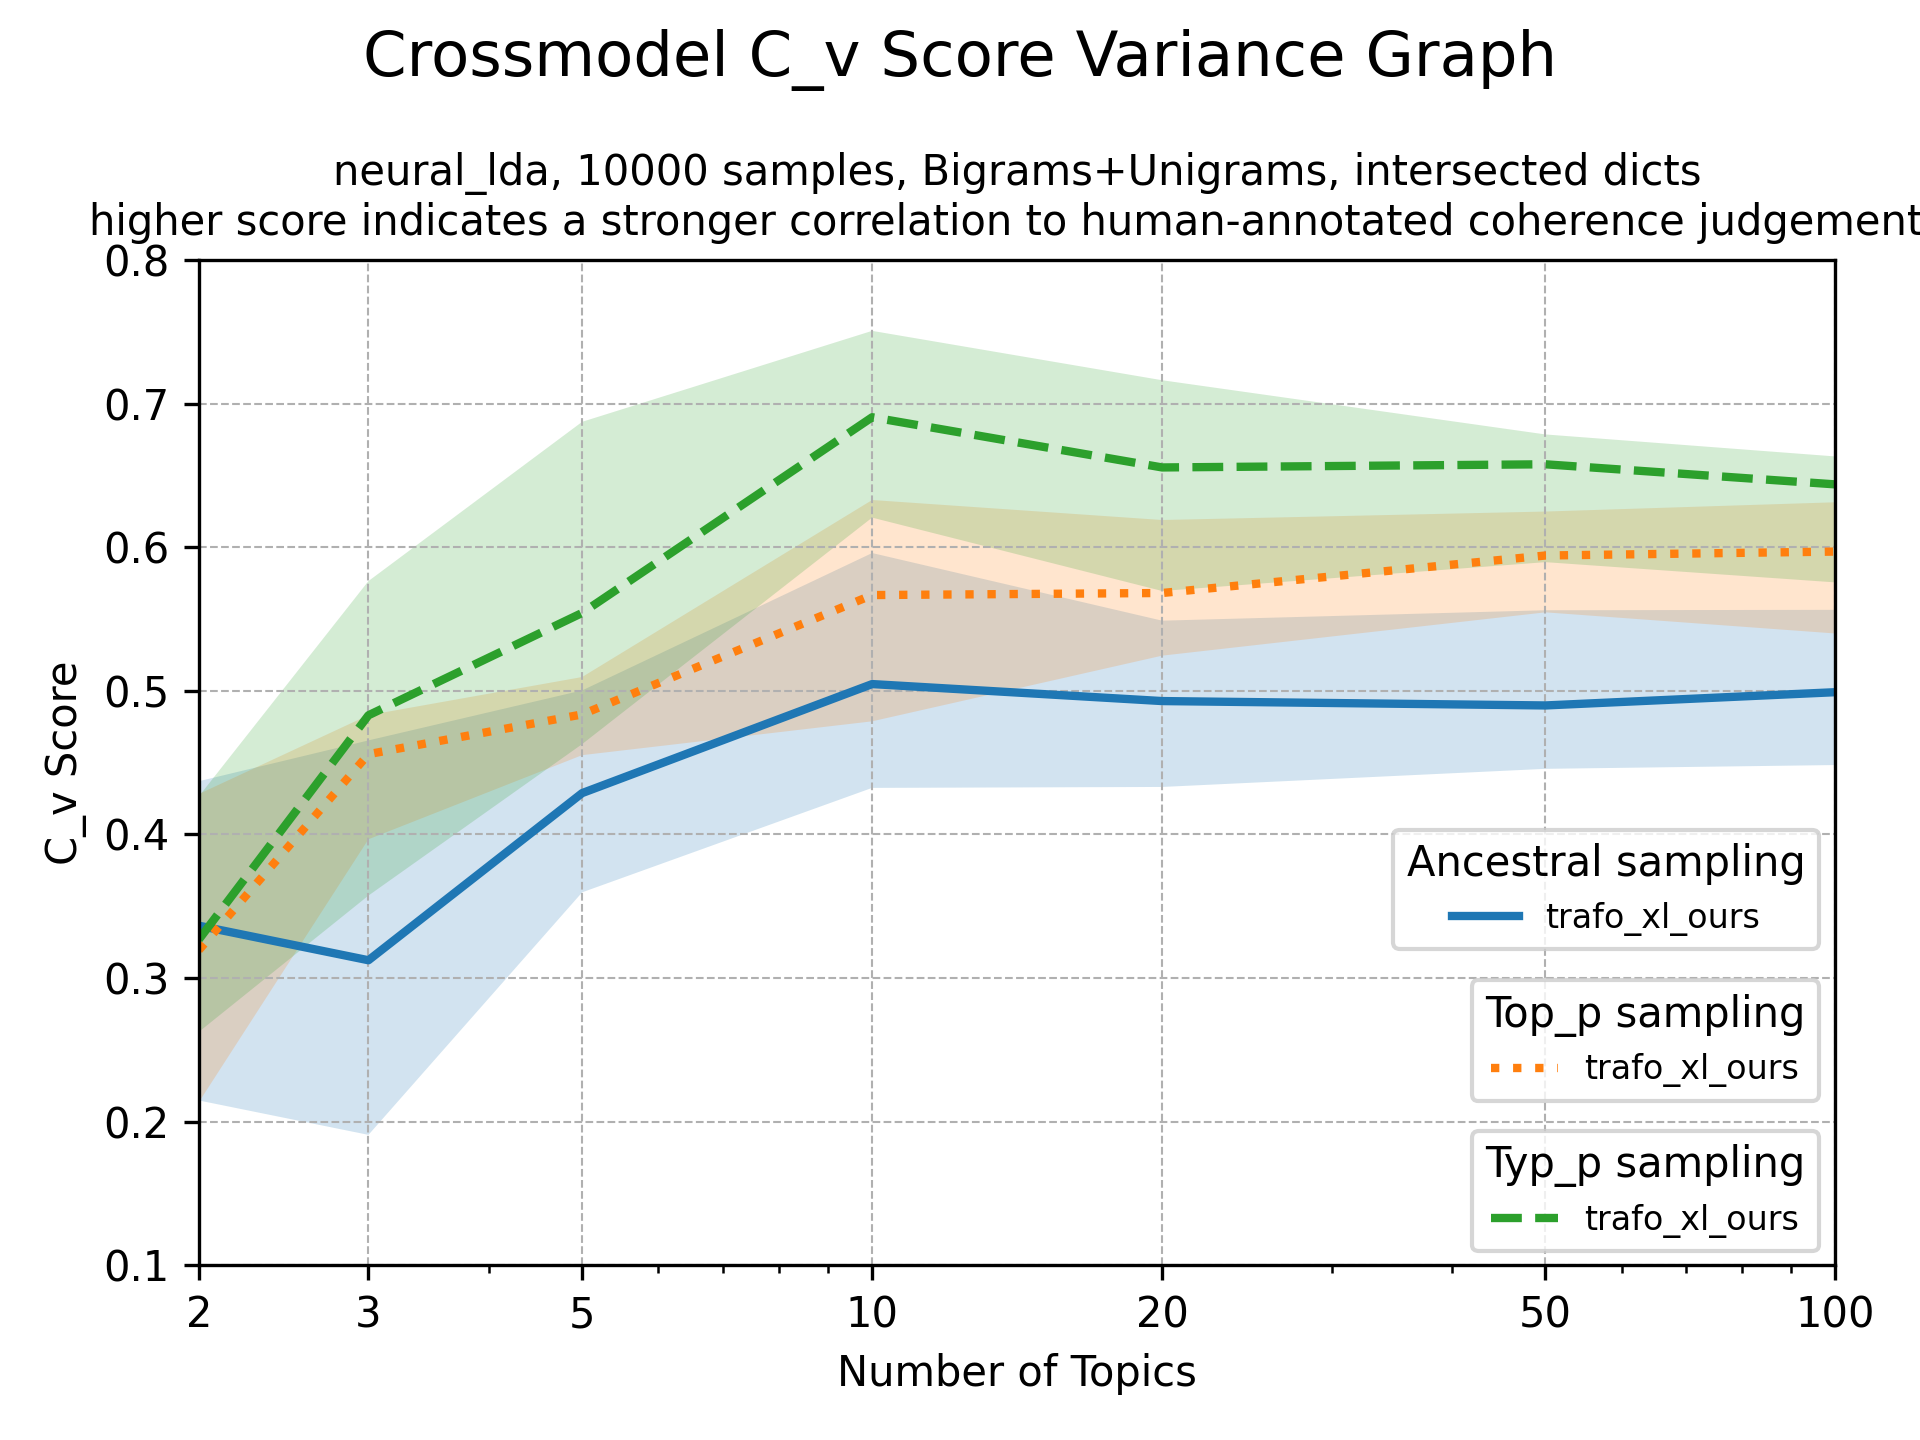 Crossmodel C_v Score Variance Graph
neural_lda, 10000 samples, Bigrams+Unigrams, intersected dicts
higher score indicates a stronger correlation to human-annotated coherence judgement
0.8
0.7
0.6
0.5
0.4
0.3
0.2
0.1
C_v Score
Ancestral sampling
trafo_xl_ours
Top_p sampling
trafo_xl_ours
Typ_p sampling
trafo_xl_ours
2 3 5 10 20 50 100
Number of Topics